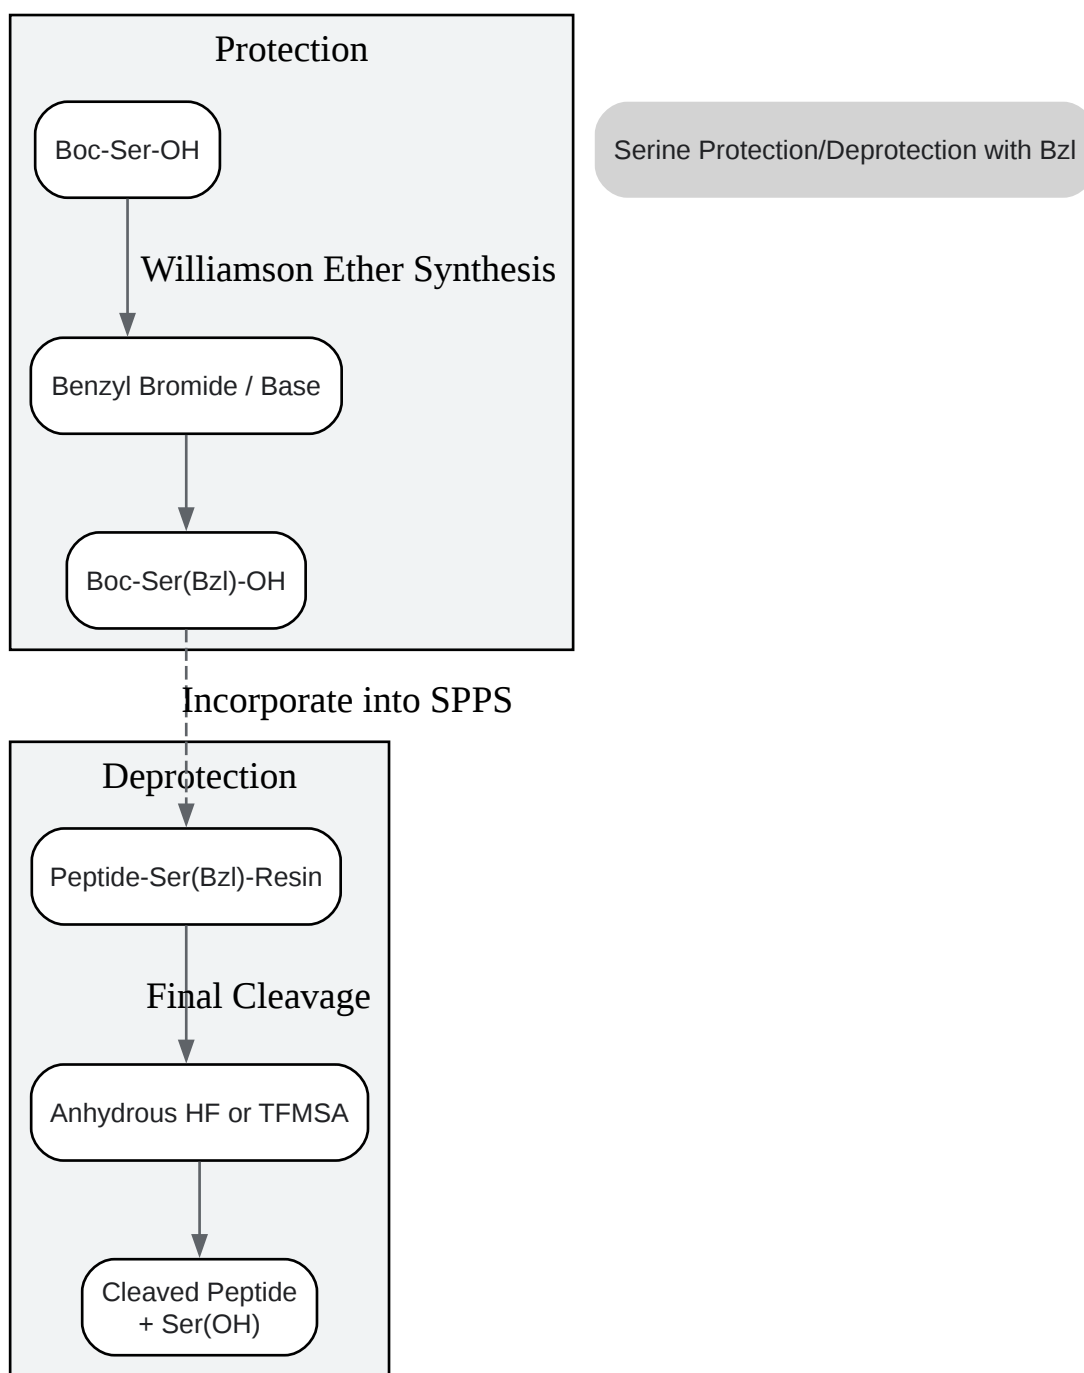 Protection
Boc-Ser-OH
Serine Protection/Deprotection with Bzl
Williamson Ether Synthesis
Benzyl Bromide / Base
Boc-Ser(Bzl)-OH
Incorporate into SPPS
Deprotection
Peptide-Ser(Bzl)-Resin
Final Cleavage
Anhydrous HF or TFMSA
Cleaved Peptide
+ Ser(OH)